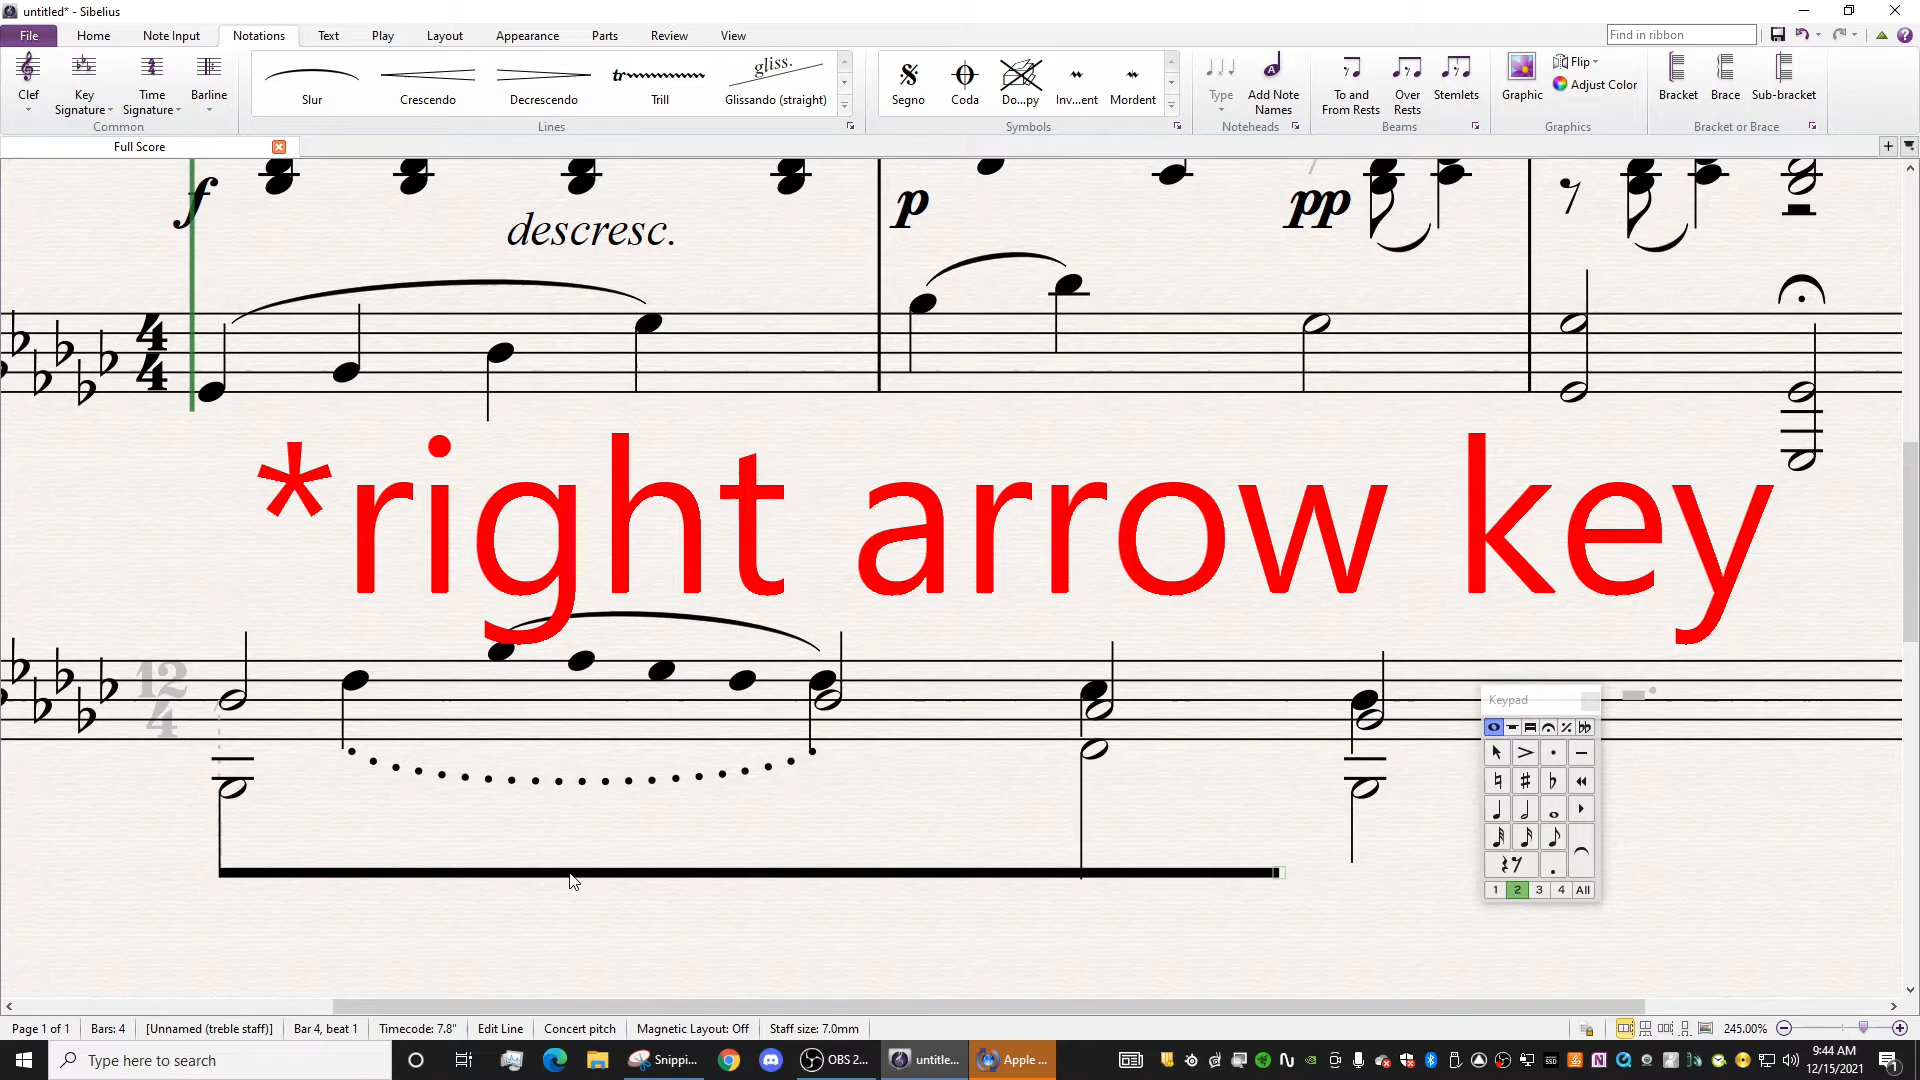 untitled* - Sibelius
File Home Note Input Notations Text Play Layout Appearance Parts Review View Find in ribbon
gliss.
tr
Clef Key Signature Time Signature Barline
Slur Crescendo Decrescendo Trill Glissando (straight)
Segno Coda Do...py Inv...ent Mordent
Type Add Note Names
To and From Rests Over Rests Stemlets
Graphic Flip Adjust Color
Bracket Brace Sub-bracket
Common Lines Symbols Noteheads Beams Graphics Bracket or Brace
Full Score
f p pp
descresc.
4
4
*right arrow key
12
4
Keypad
1 2 3 4 All
Page 1 of 1 Bars: 4 [Unnamed (treble staff)] Bar 4, beat 1 Timecode: 7.8" Edit Line Concert pitch Magnetic Layout: Off Staff size: 7.0mm 245.00%
Type here to search Snippi... OBS 2... untitle... Apple ... 9:44 AM
12/15/2021